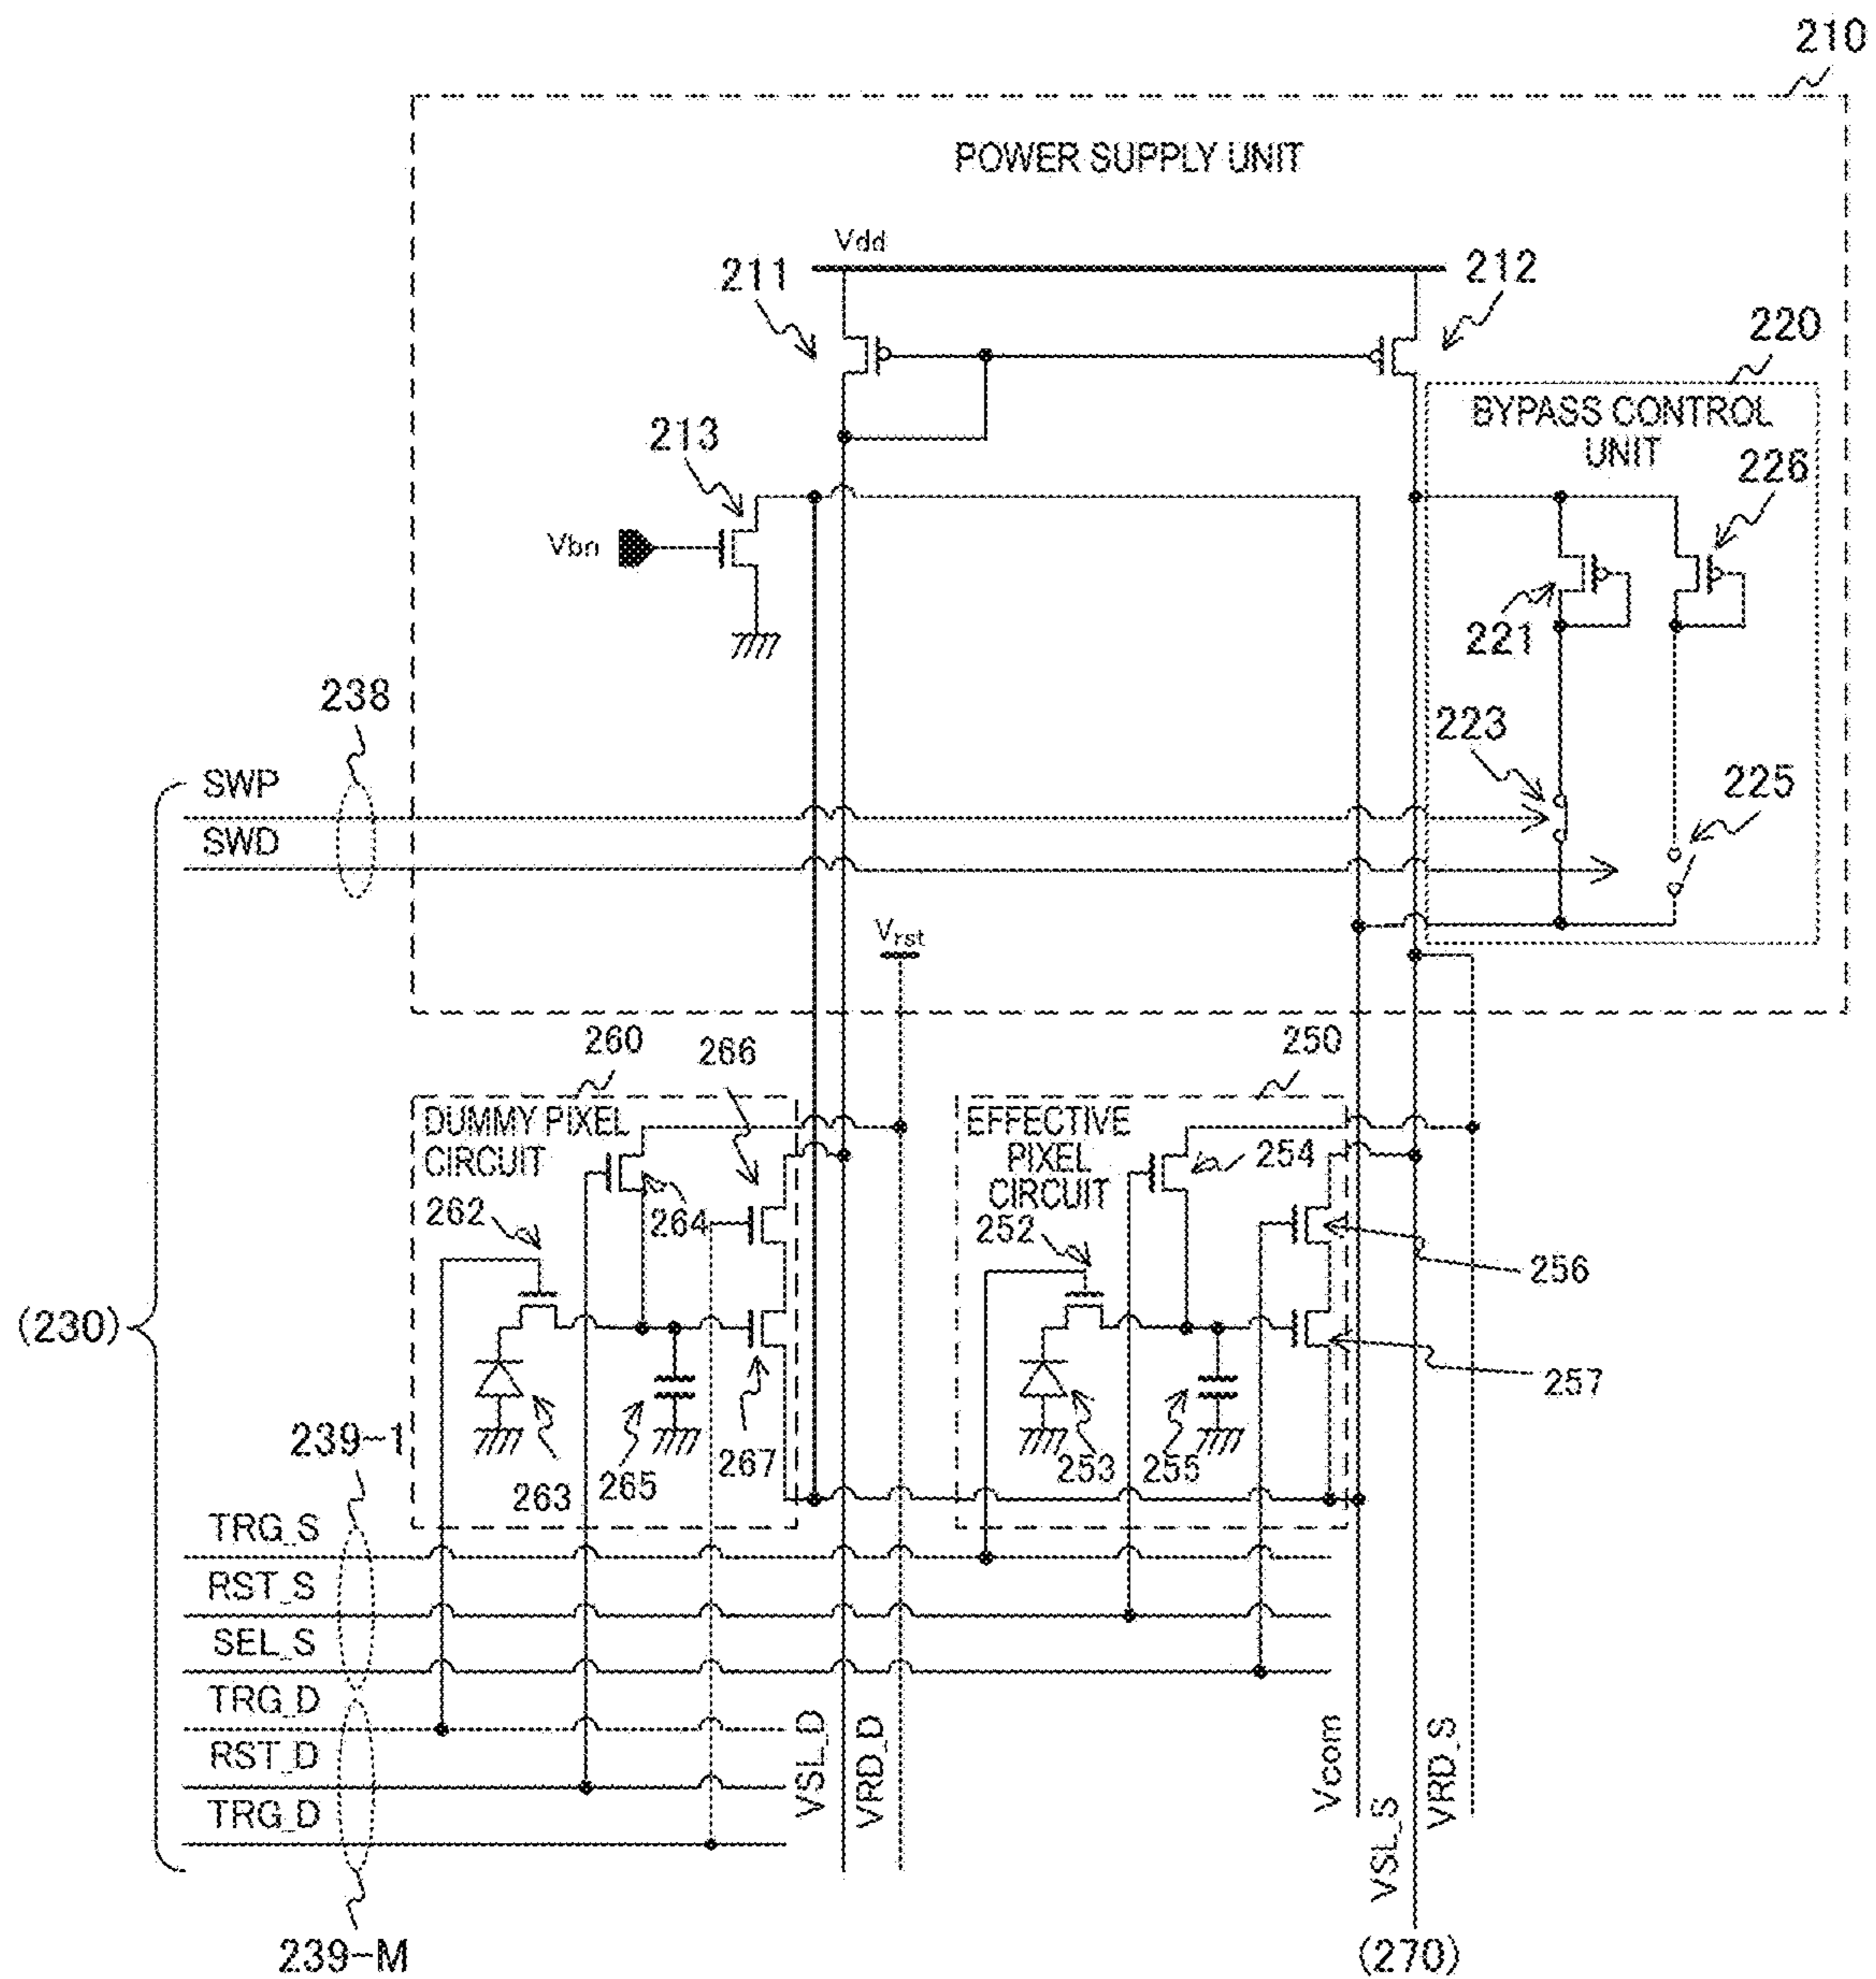 210
POWER SUPPLY UNIT
Vdd
211
212
220
BYPASS CONTROL
UNIT
213
226
Vbn
221
238
223
225
SWP
SWD
Vrst
260
266
250
DUMMY PIXEL
CIRCUIT
EFFECTIVE
PIXEL
CIRCUIT
254
262
264
252
256
(230)
257
239-1
263
265
267
253
255
TRG_S
RST_S
SEL_S
TRG_D
RST_D
TRG_D
VSL_D
VRD_D
Vcom
VSL_S
VRD_S
239-M
(270)